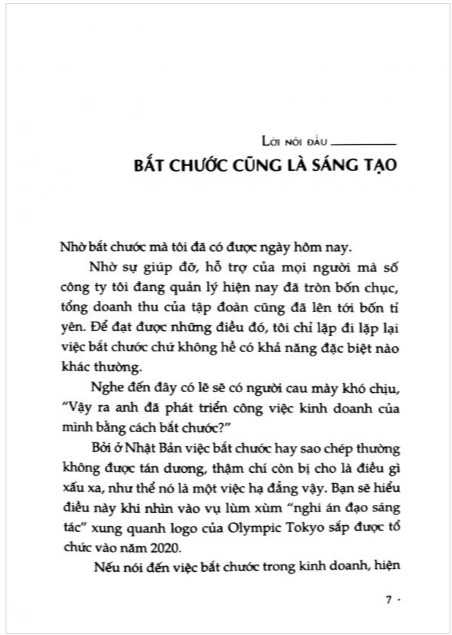 LỜI NÓI ĐẦU
BẮT CHƯỚC CŨNG LÀ SÁNG TẠO
Nhờ bắt chước mà tôi đã có được ngày hôm nay.
Nhờ sự giúp đỡ, hỗ trợ của mọi người mà số
công ty tôi đang quản lý hiện nay đã tròn bốn chục,
tổng doanh thu của tập đoàn cũng đã lên tới bốn tỉ
yên. Để đạt được những điều đó, tôi chỉ lặp đi lặp lại
việc bắt chước chứ không hề có khả năng đặc biệt nào
khác thường.
Nghe đến đây có lẽ sẽ có người cau mày khó chịu,
“Vậy ra anh đã phát triển công việc kinh doanh của
mình bằng cách bắt chước?”
Bởi ở Nhật Bản việc bắt chước hay sao chép thường
không được tán dương, thậm chí còn bị cho là điều gì
xấu xa, như thể nó là một việc hạ đẳng vậy. Bạn sẽ hiểu
điều này khi nhìn vào vụ lùm xùm “nghi án đạo sáng
tác” xung quanh logo của Olympic Tokyo sắp được tổ
chức vào năm 2020.
Nếu nói đến việc bắt chước trong kinh doanh, hiện
7 ·